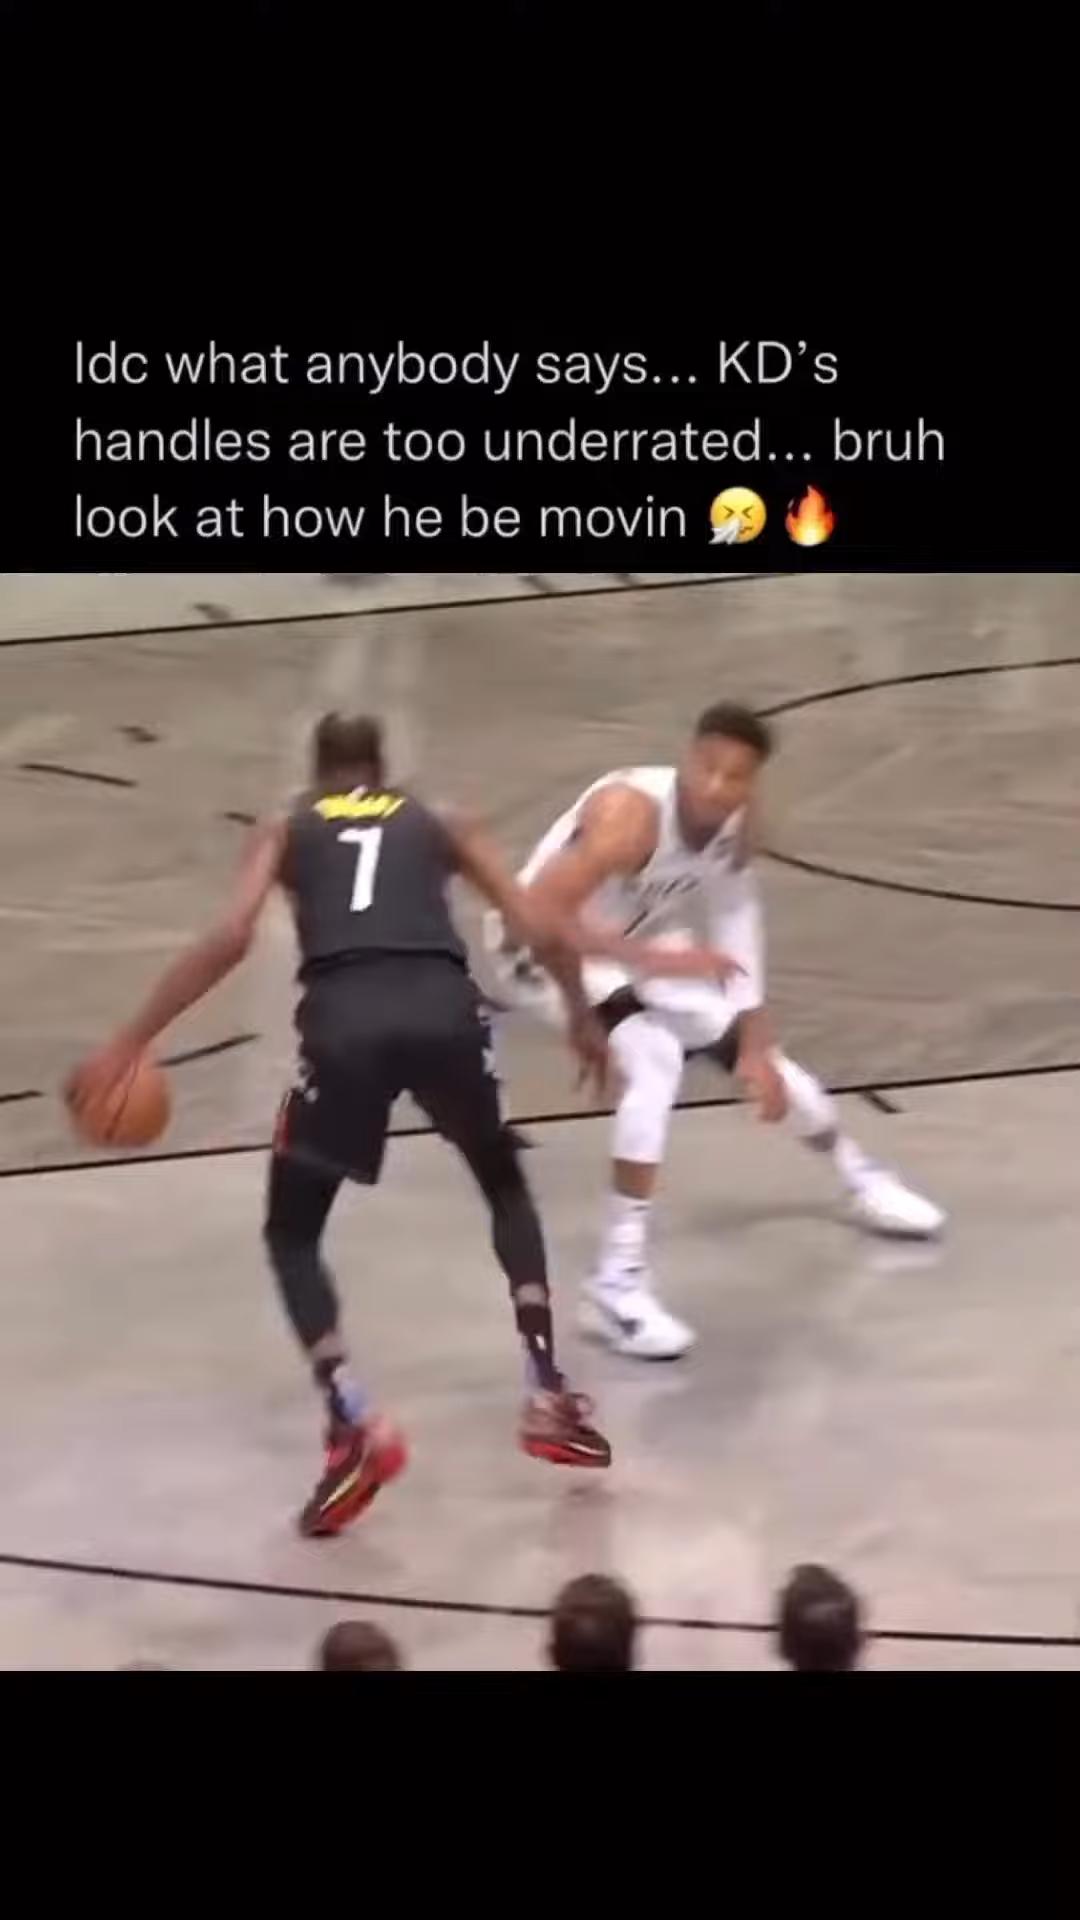 Idc what anybody says... KD's
handles are too underrated... bruh
look at how he be movin 🤧🔥
7